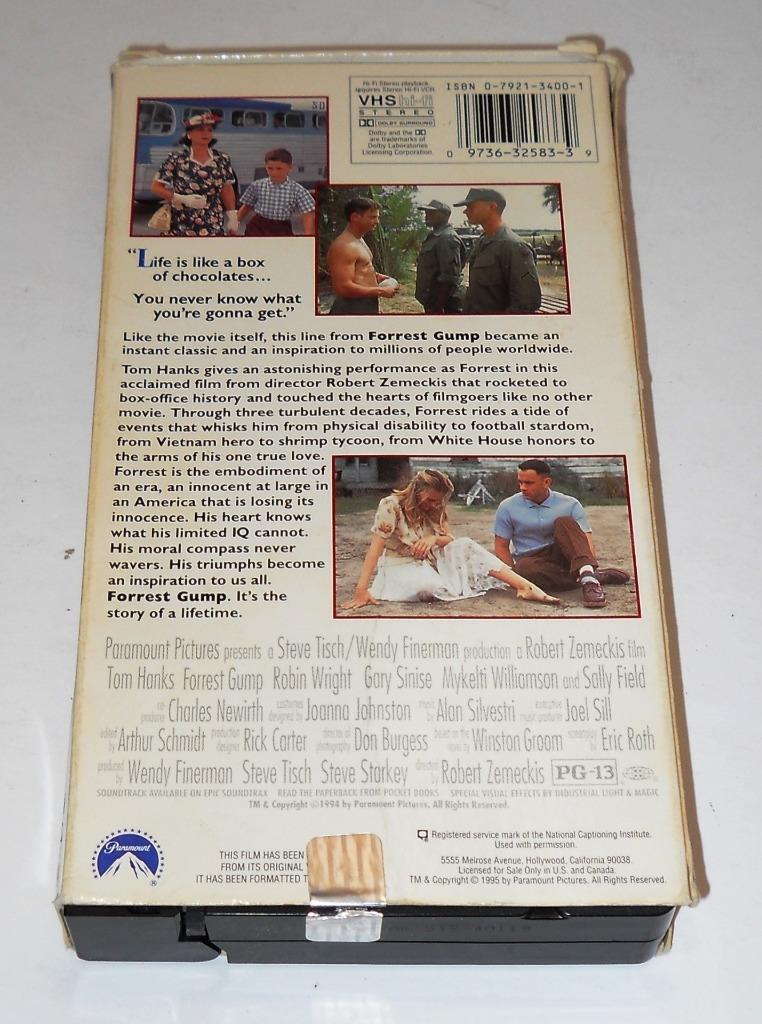 Hi-Fi Stereo playback
requires Stereo Hi-Fi VCR.
VHS hi-fi
STEREO
DOLBY SURROUND
Dolby and the
are trademarks of
Dolby Laboratories
Licensing Corporation.
ISBN 0-7921-3400-1
0 9736-32583-3 9
"Life is like a box
of chocolates...
You never know what
you're gonna get."
Like the movie itself, this line from Forrest Gump became an
instant classic and an inspiration to millions of people worldwide.
Tom Hanks gives an astonishing performance as Forrest in this
acclaimed film from director Robert Zemeckis that rocketed to
box-office history and touched the hearts of filmgoers like no other
movie. Through three turbulent decades, Forrest rides a tide of
events that whisks him from physical disability to football stardom,
from Vietnam hero to shrimp tycoon, from White House honors to
the arms of his one true love.
Forrest is the embodiment of
an era, an innocent at large in
an America that is losing its
innocence. His heart knows
what his limited IQ cannot.
His moral compass never
wavers. His triumphs become
an inspiration to us all.
Forrest Gump. It's the
story of a lifetime.
Paramount Pictures presents a Steve Tisch/Wendy Finerman production a Robert Zemeckis film
Tom Hanks Forrest Gump Robin Wright Gary Sinise Mykelti Williamson and Sally Field
co-producer Charles Newirth costumes designed by Joanna Johnston music by Alan Silvestri executive music producer Joel Sill
edited by Arthur Schmidt production designer Rick Carter director of photography Don Burgess based on the novel by Winston Groom screenplay by Eric Roth
produced by Wendy Finerman Steve Tisch Steve Starkey directed by Robert Zemeckis PG-13
SOUNDTRACK AVAILABLE ON EPIC SOUNDTRAX READ THE PAPERBACK FROM POCKET BOOKS SPECIAL VISUAL EFFECTS BY INDUSTRIAL LIGHT & MAGIC
TM & Copyright ©1994 by Paramount Pictures. All Rights Reserved.
Paramount
THIS FILM HAS BEEN
FROM ITS ORIGINAL
IT HAS BEEN FORMATTED T
Registered service mark of the National Captioning Institute.
Used with permission.
5555 Melrose Avenue, Hollywood, California 90038.
Licensed for Sale Only in U.S. and Canada.
TM & Copyright © 1995 by Paramount Pictures. All Rights Reserved.